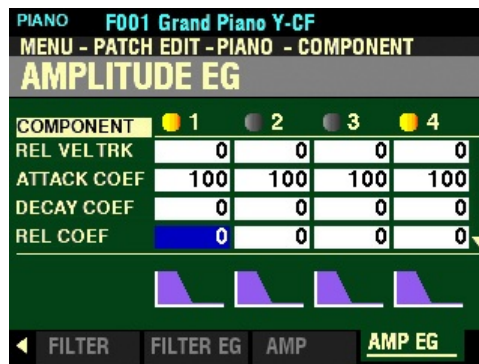 PIANO F001 Grand Piano Y-CF
MENU - PATCH EDIT -PIANO - COMPONENT
AMPLITUDE EG
COMPONENT 1 2 3 4
REL VELTRK 0 0 0 0
ATTACK COEF 100 100 100 100
DECAY COEF 0 0 0 0
REL COEF 0 0 0 0
FILTER FILTER EG AMP AMP EG